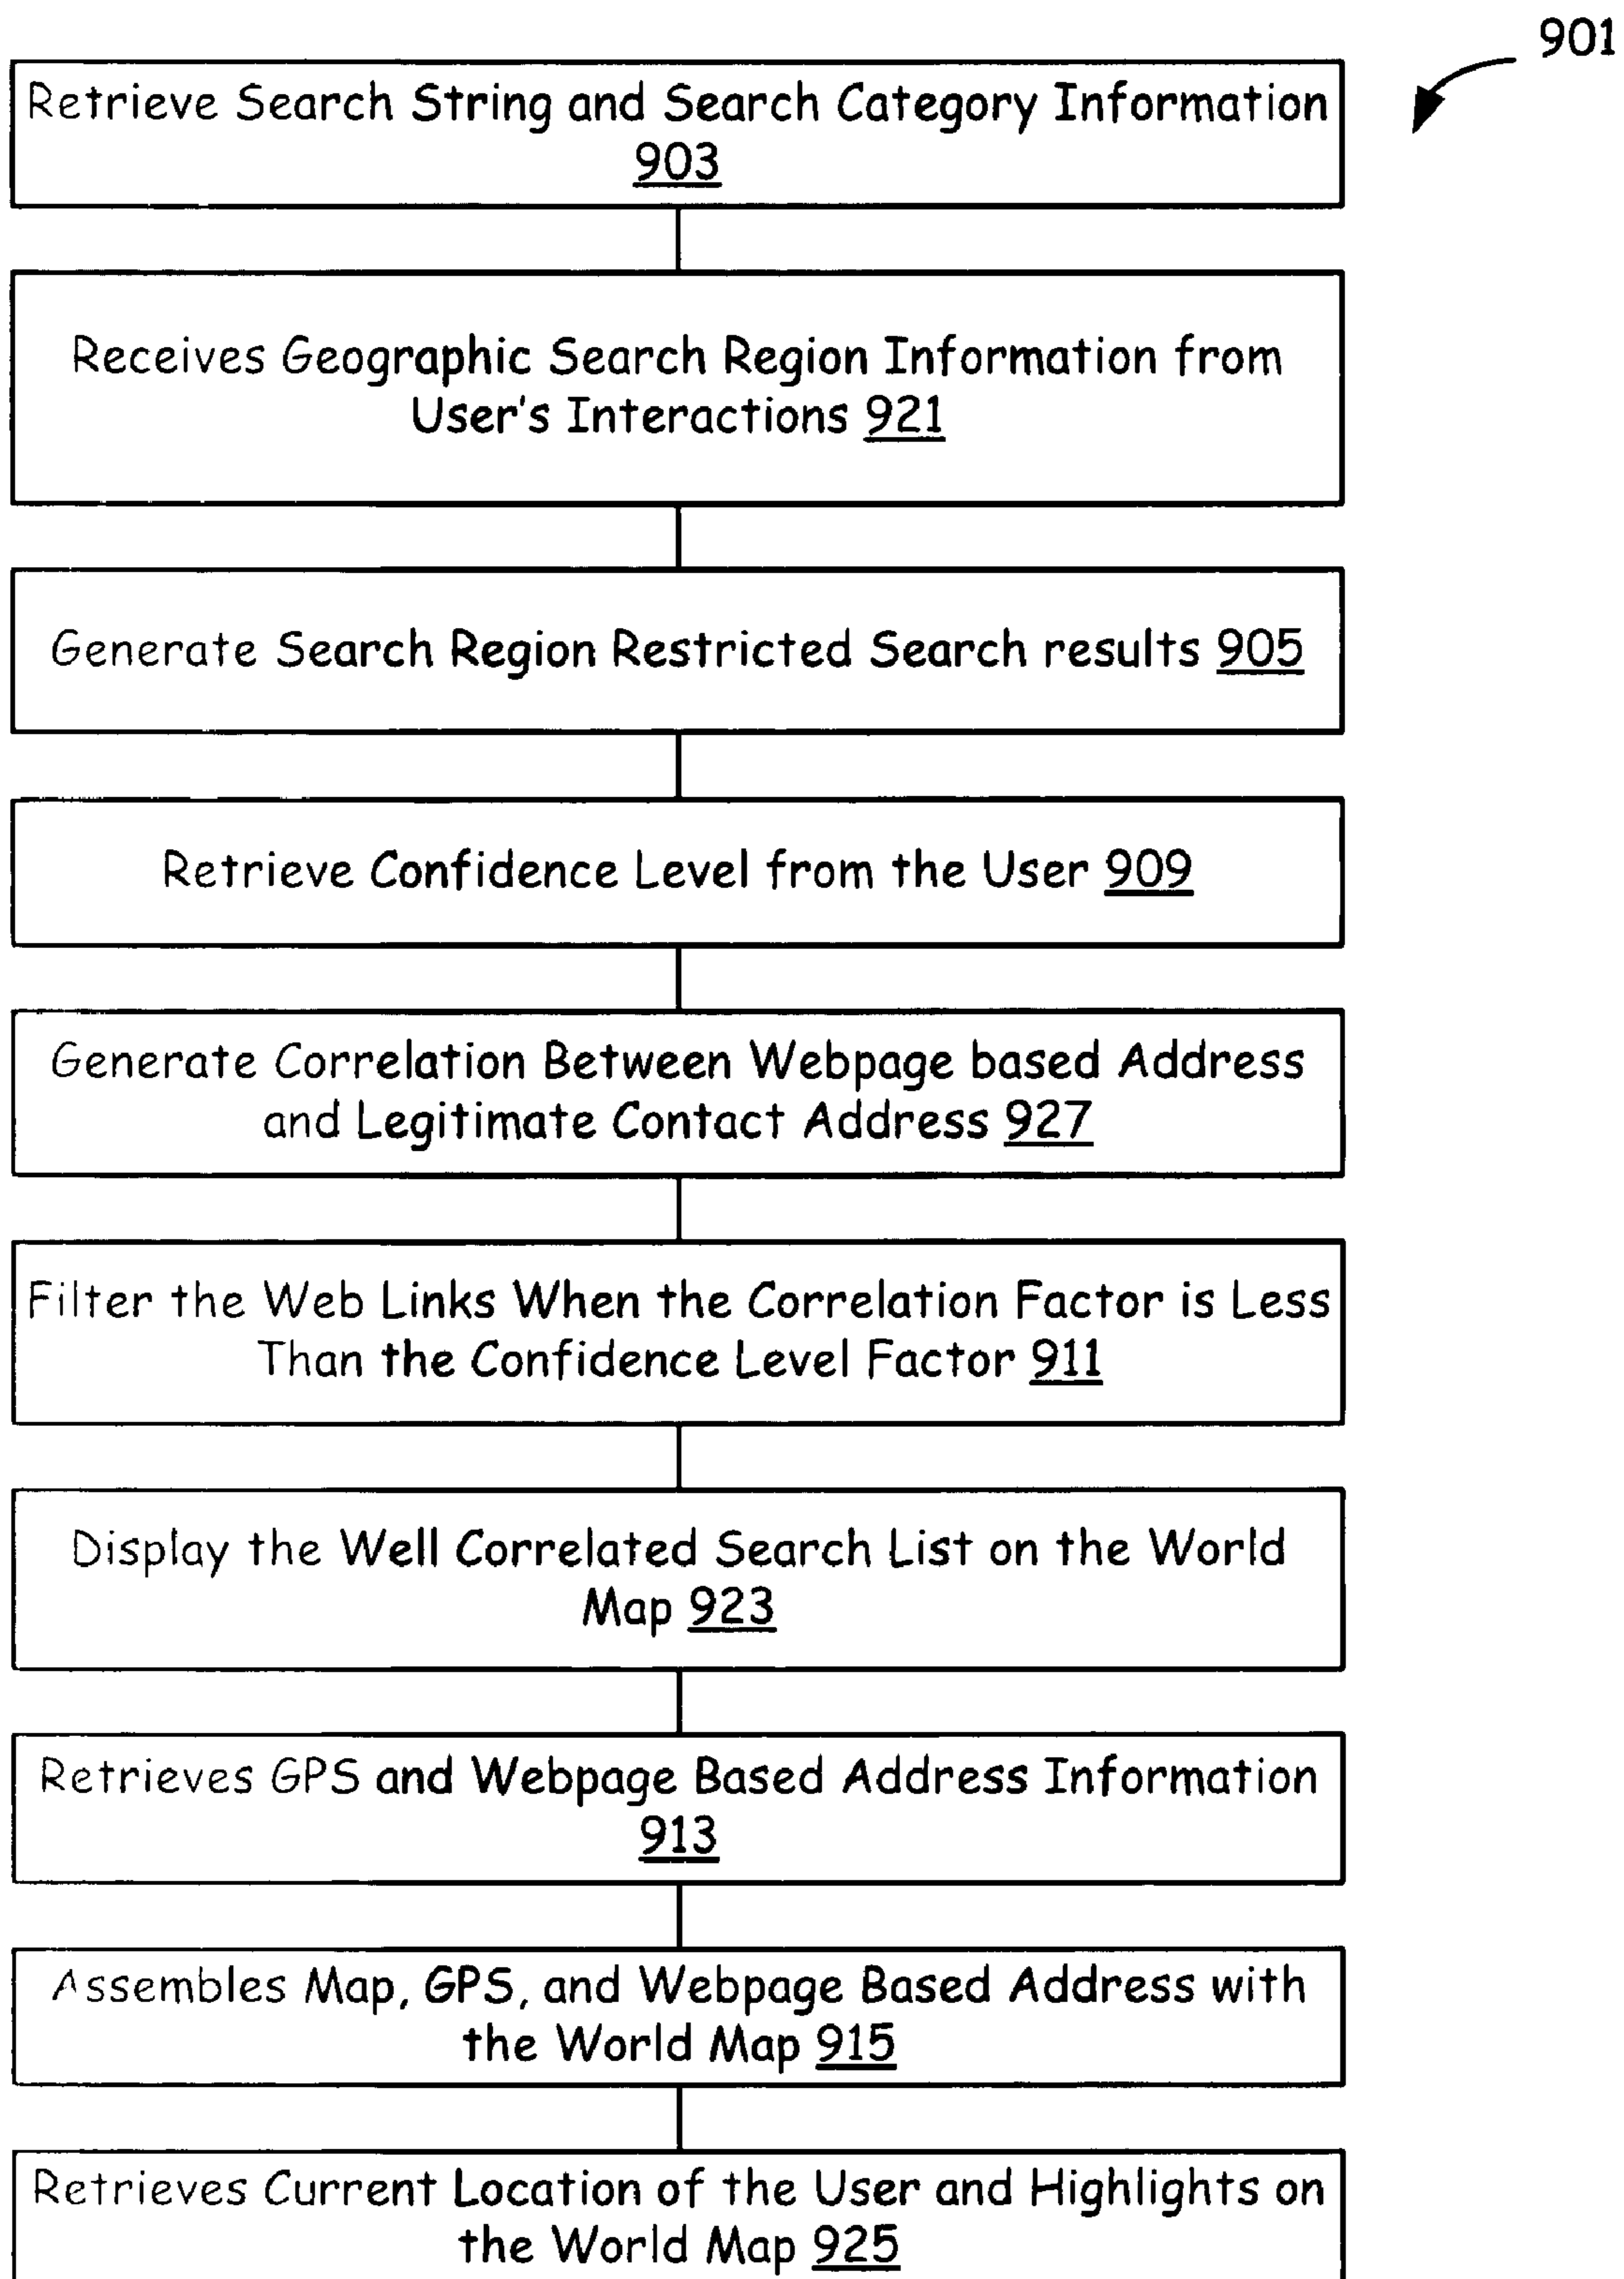 901
Retrieve Search String and Search Category Information
903
Receives Geographic Search Region Information from
User's Interactions 921
Generate Search Region Restricted Search results 905
Retrieve Confidence Level from the User 909
Generate Correlation Between Webpage based Address
and Legitimate Contact Address 927
Filter the Web Links When the Correlation Factor is Less
Than the Confidence Level Factor 911
Display the Well Correlated Search List on the World
Map 923
Retrieves GPS and Webpage Based Address Information
913
Assembles Map, GPS, and Webpage Based Address with
the World Map 915
Retrieves Current Location of the User and Highlights on
the World Map 925